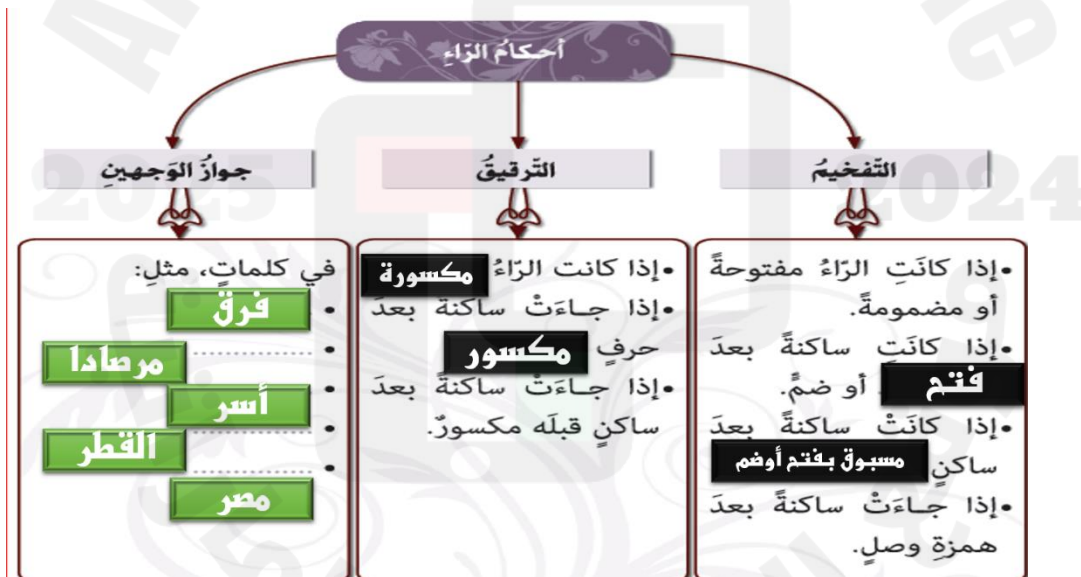 أحكامُ الرّاءِ
التّفخيمُ
التّرقيقُ
جوازُ الوَجهينِ
•إذا كانَتِ الرّاءُ مفتوحةً
أو مضمومةً.
•إذا كانَتِ ساكنةً بعدَ
فتح أو ضمٍّ.
•إذا كانَتْ ساكنةً بعدَ
ساكنٍ مسبوق بفتح أوضم
•إذا جاءَتْ ساكنةً بعدَ
همزةِ وصلٍ.
•إذا كانت الرّاءُ مكسورة
•إذا جاءَتْ ساكنةً بعدَ
حرفٍ مكسور
•إذا جاءَتْ ساكنةً بعدَ
ساكنٍ قبلَه مكسورٌ.
في كلماتٍ، مثلِ:
• فرق
• مرصادا
• أسر
• القطر
• مصر
2024
2025